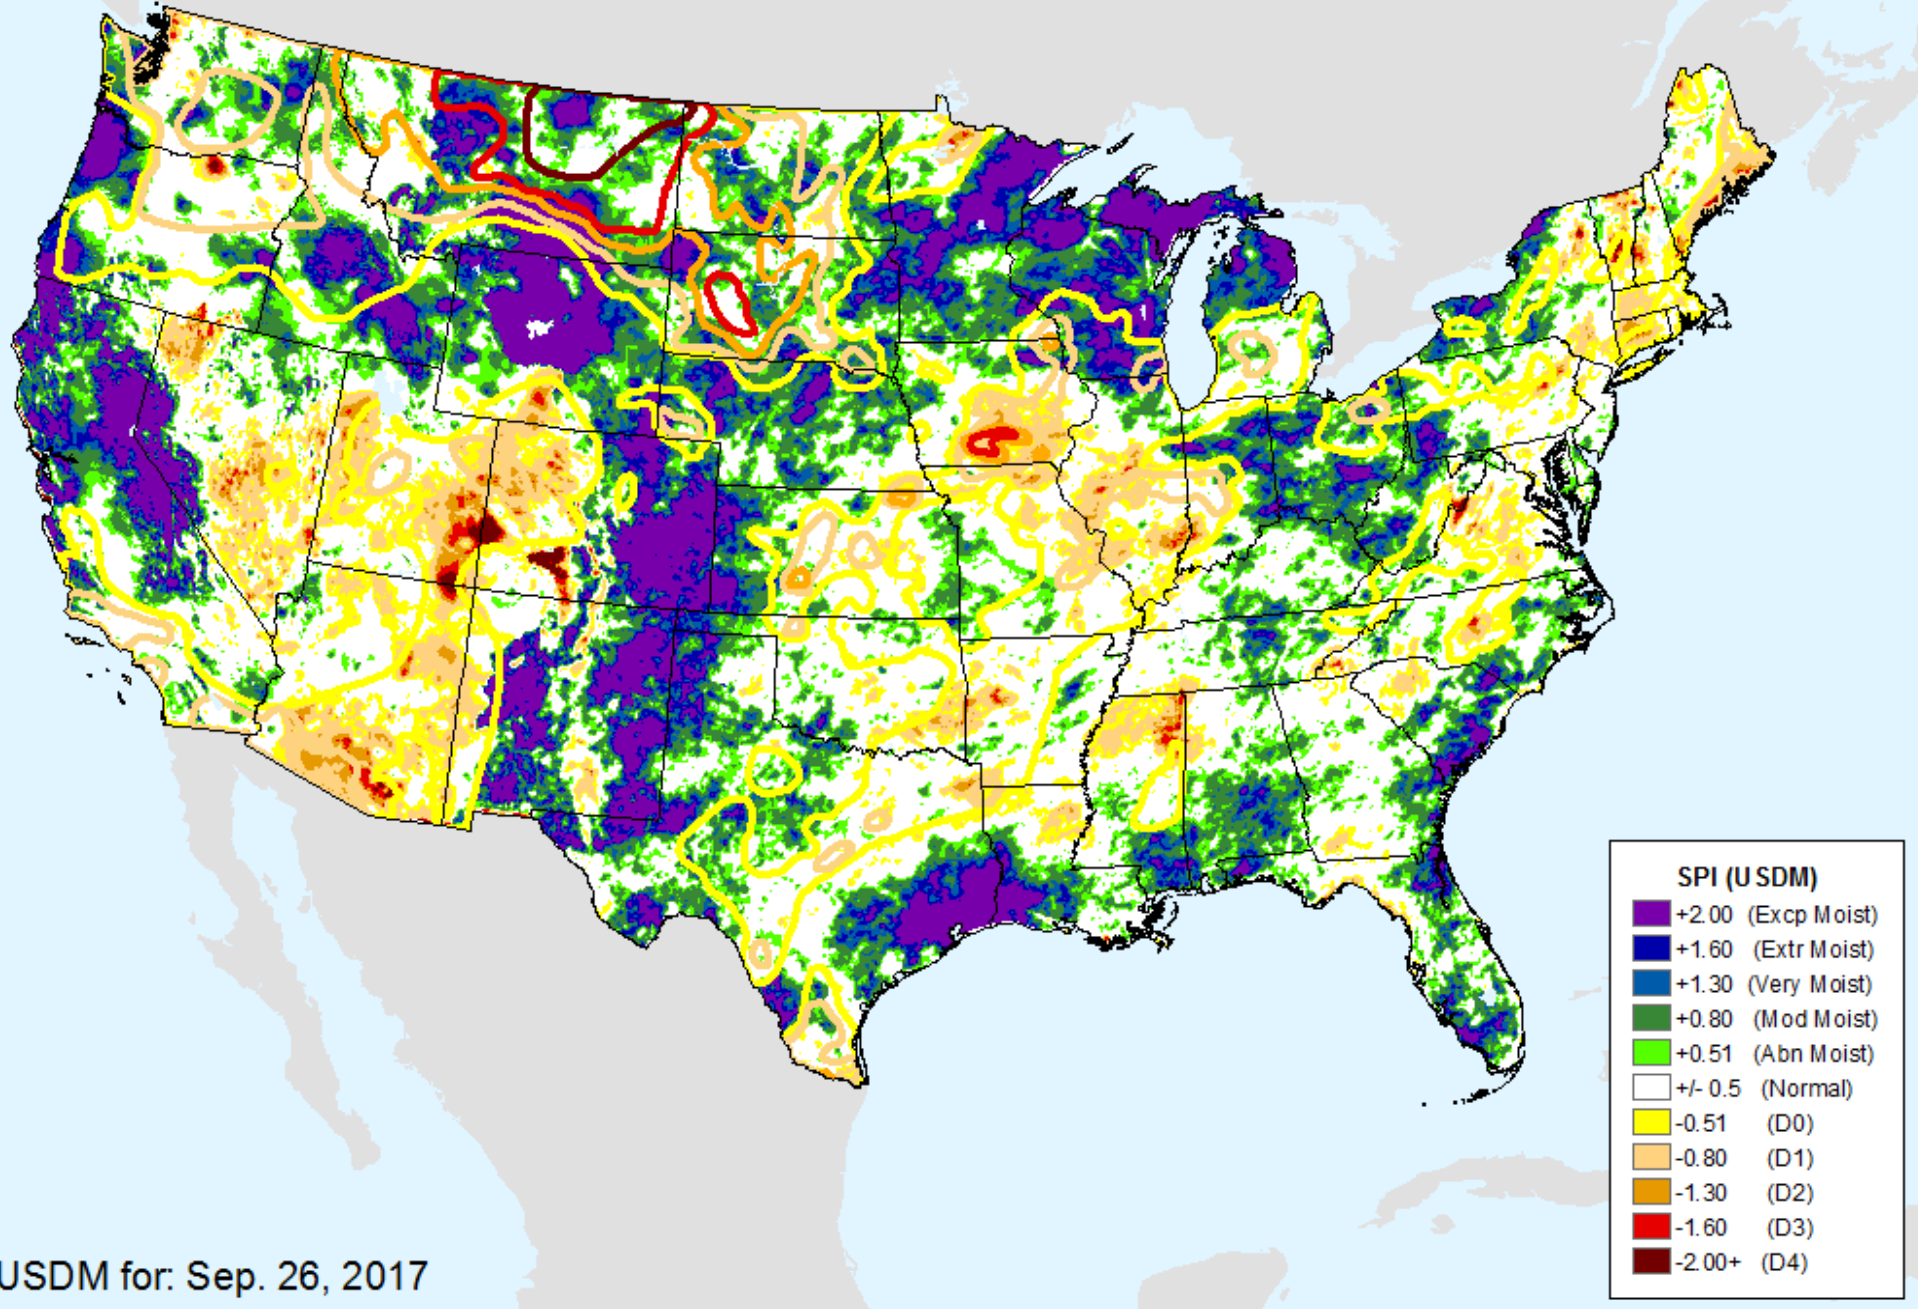 SPI (USDM)
+2.00 (Excp Moist)
+1.60 (Extr Moist)
+1.30 (Very Moist)
+0.80 (Mod Moist)
+0.51 (Abn Moist)
+/- 0.5 (Normal)
-0.51 (D0)
-0.80 (D1)
-1.30 (D2)
-1.60 (D3)
-2.00+ (D4)
USDM for: Sep. 26, 2017